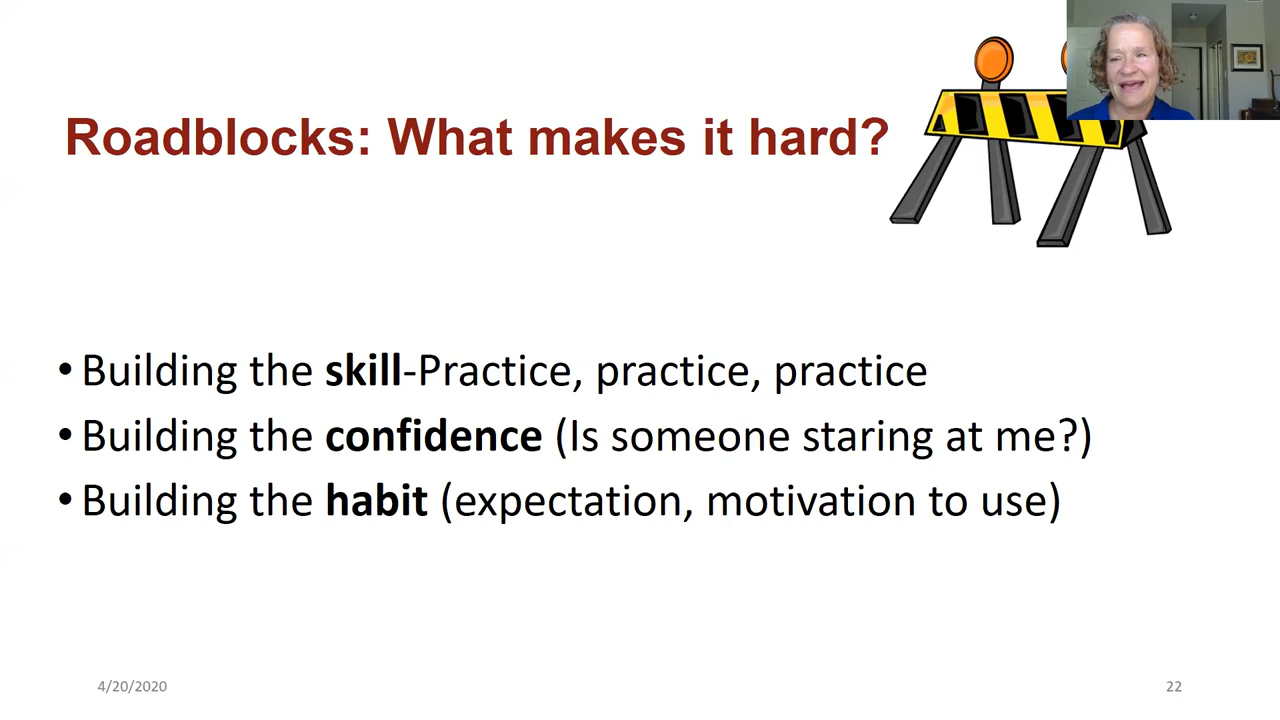 Roadblocks: What makes it hard?
• Building the skill-Practice, practice, practice
• Building the confidence (Is someone staring at me?)
• Building the habit (expectation, motivation to use)
4/20/2020
22